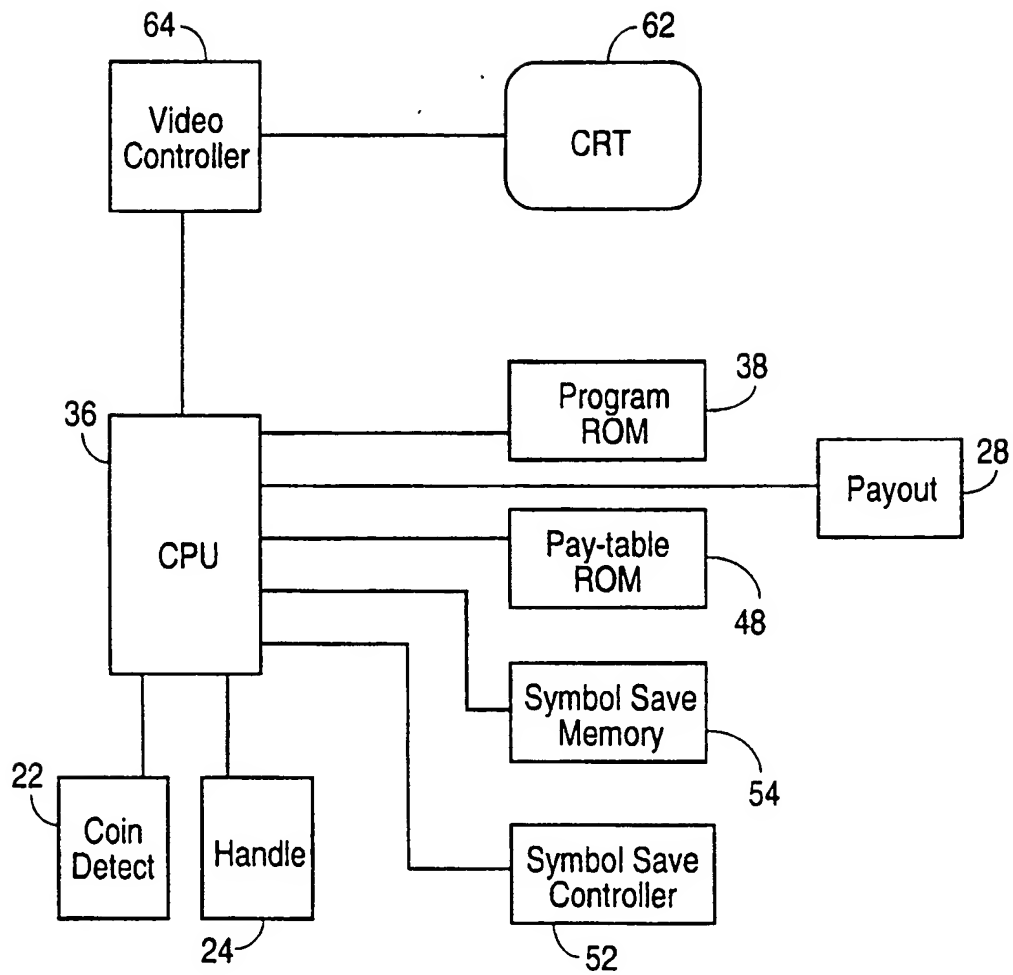 64
62
Video
Controller
CRT
38
Program
ROM
36
28
Payout
CPU
Pay-table
ROM
48
Symbol Save
Memory
54
22
Coin
Detect
Handle
24
Symbol Save
Controller
52